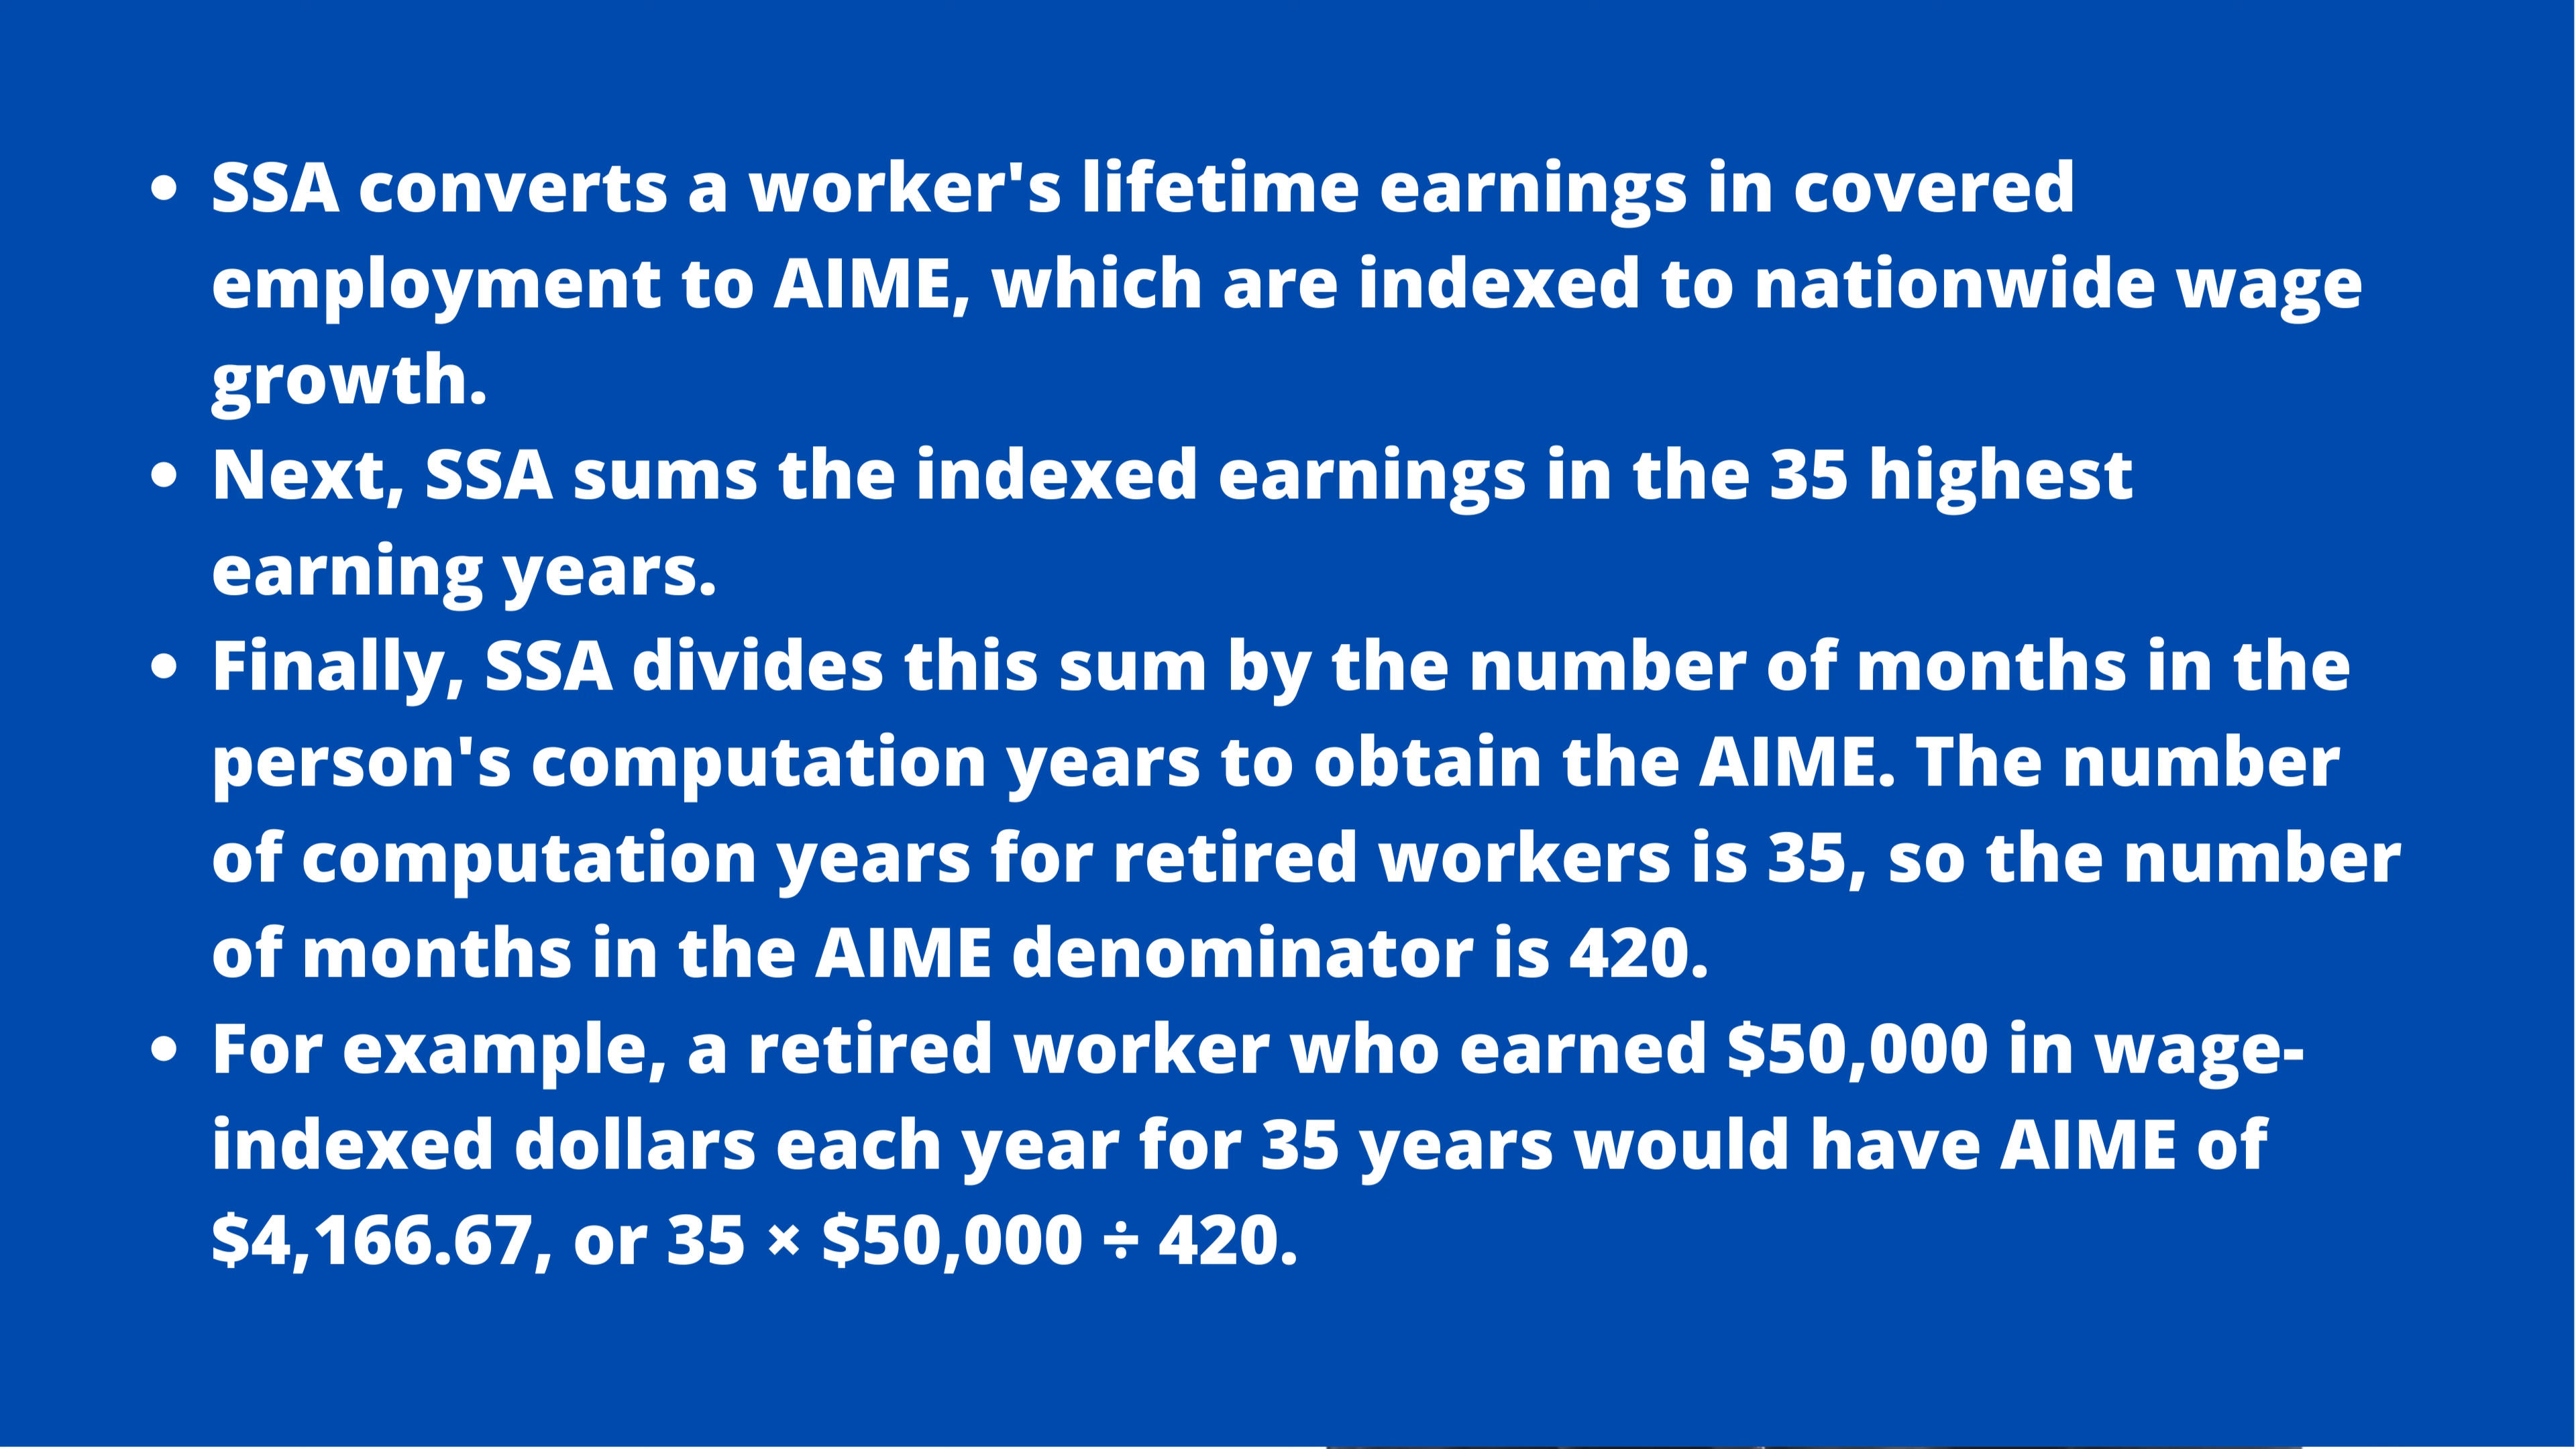 • SSA converts a worker's lifetime earnings in covered
employment to AIME, which are indexed to nationwide wage
growth.
• Next, SSA sums the indexed earnings in the 35 highest
earning years.
• Finally, SSA divides this sum by the number of months in the
person's computation years to obtain the AIME. The number
of computation years for retired workers is 35, so the number
of months in the AIME denominator is 420.
• For example, a retired worker who earned $50,000 in wage-
indexed dollars each year for 35 years would have AIME of
$4,166.67, or 35 × $50,000 ÷ 420.